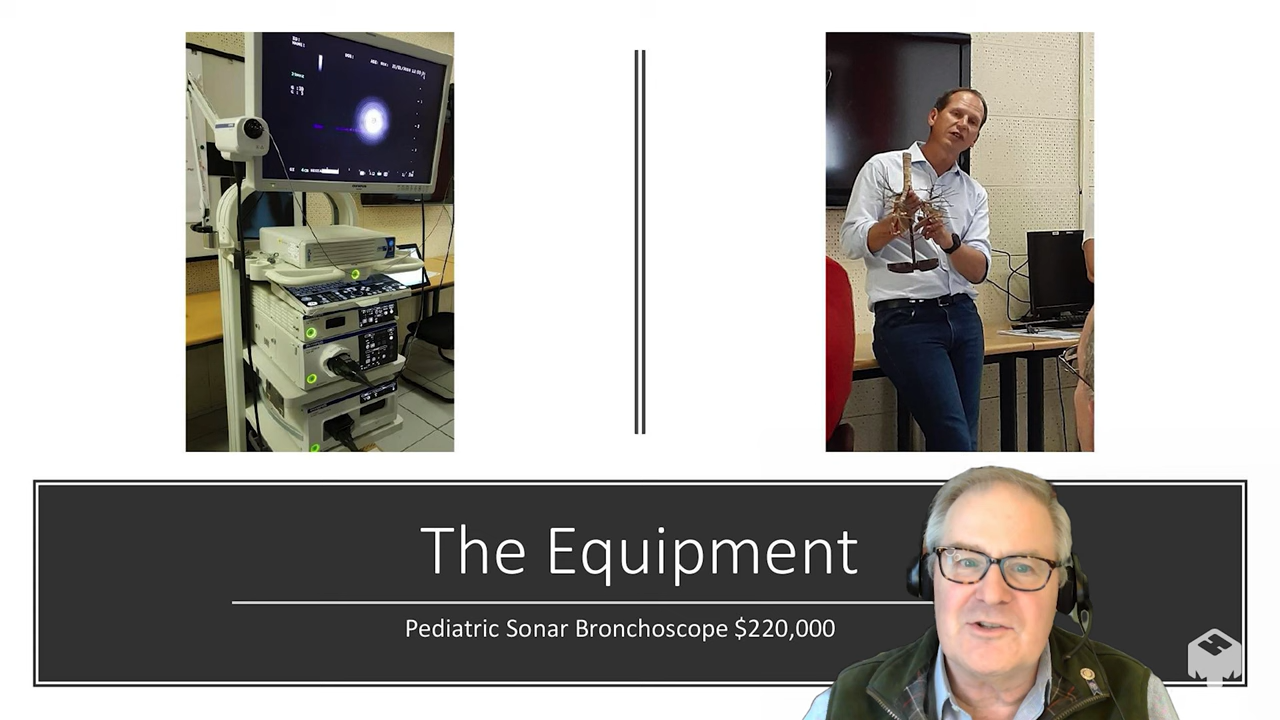 The Equipment
Pediatric Sonar Bronchoscope $220,000